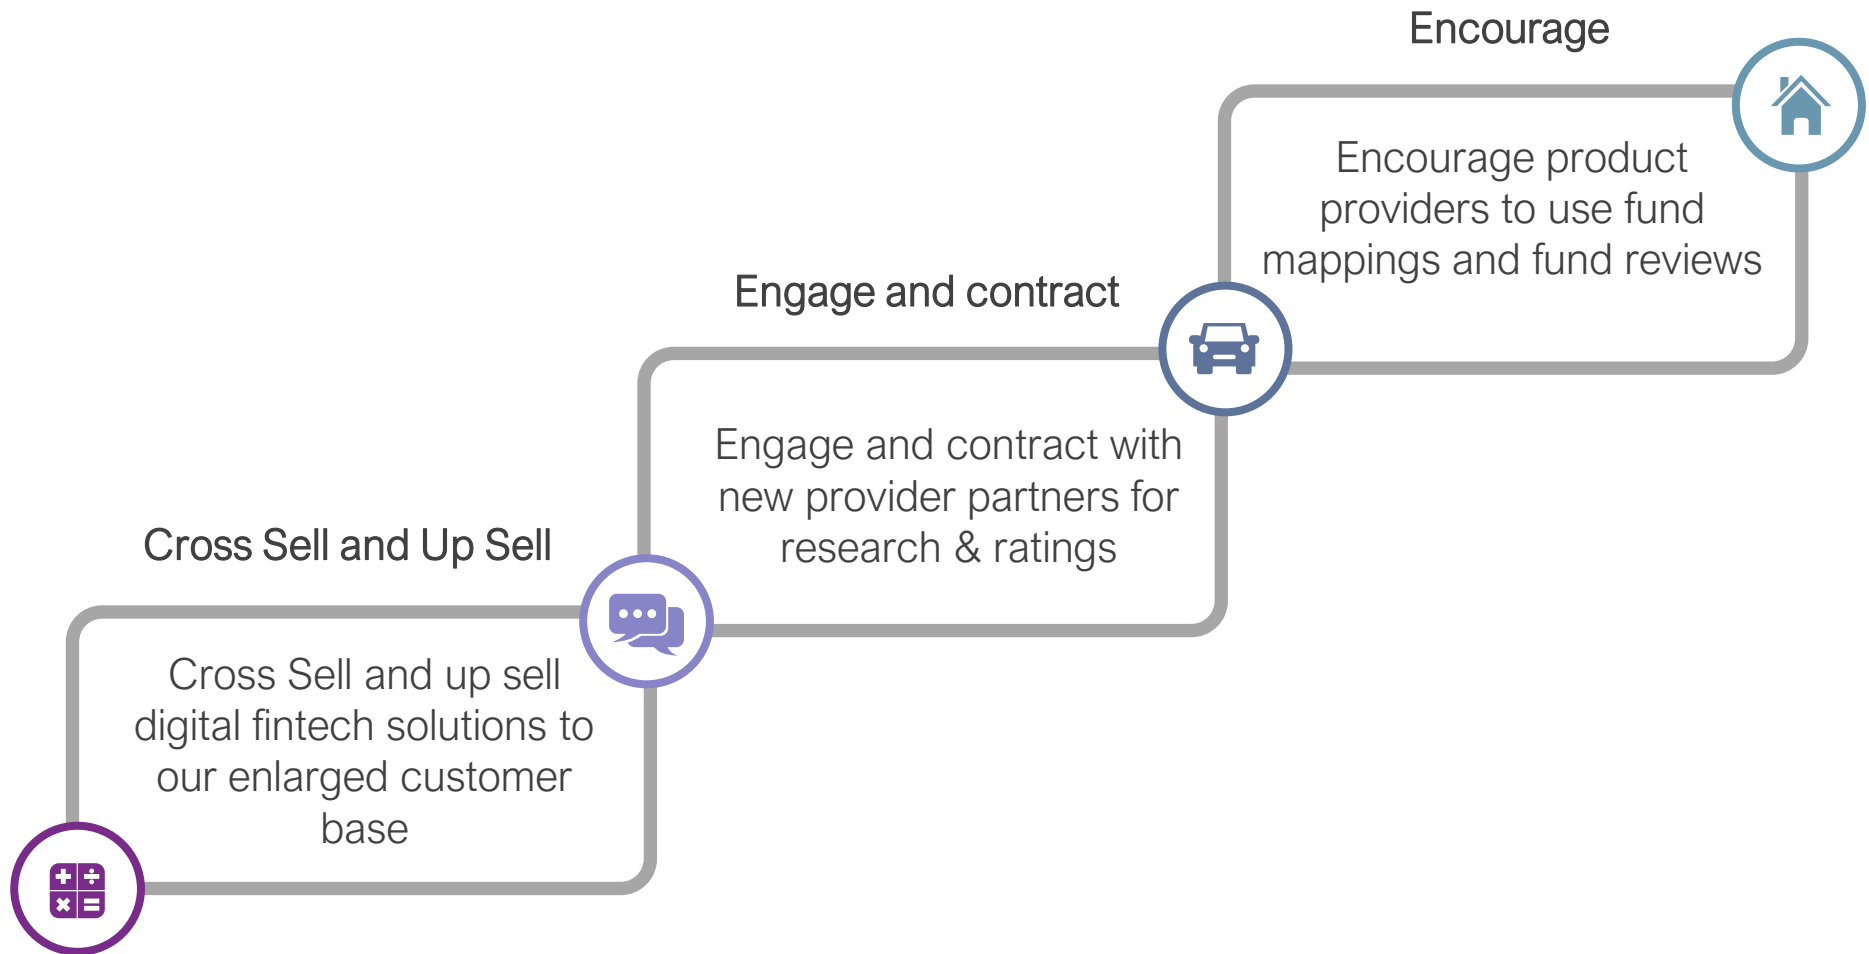 Encourage
Encourage product
providers to use fund
mappings and fund reviews
Engage and contract
Engage and contract with
new provider partners for
research & ratings
Cross Sell and Up Sell
Cross Sell and up sell
digital fintech solutions to
our enlarged customer
base